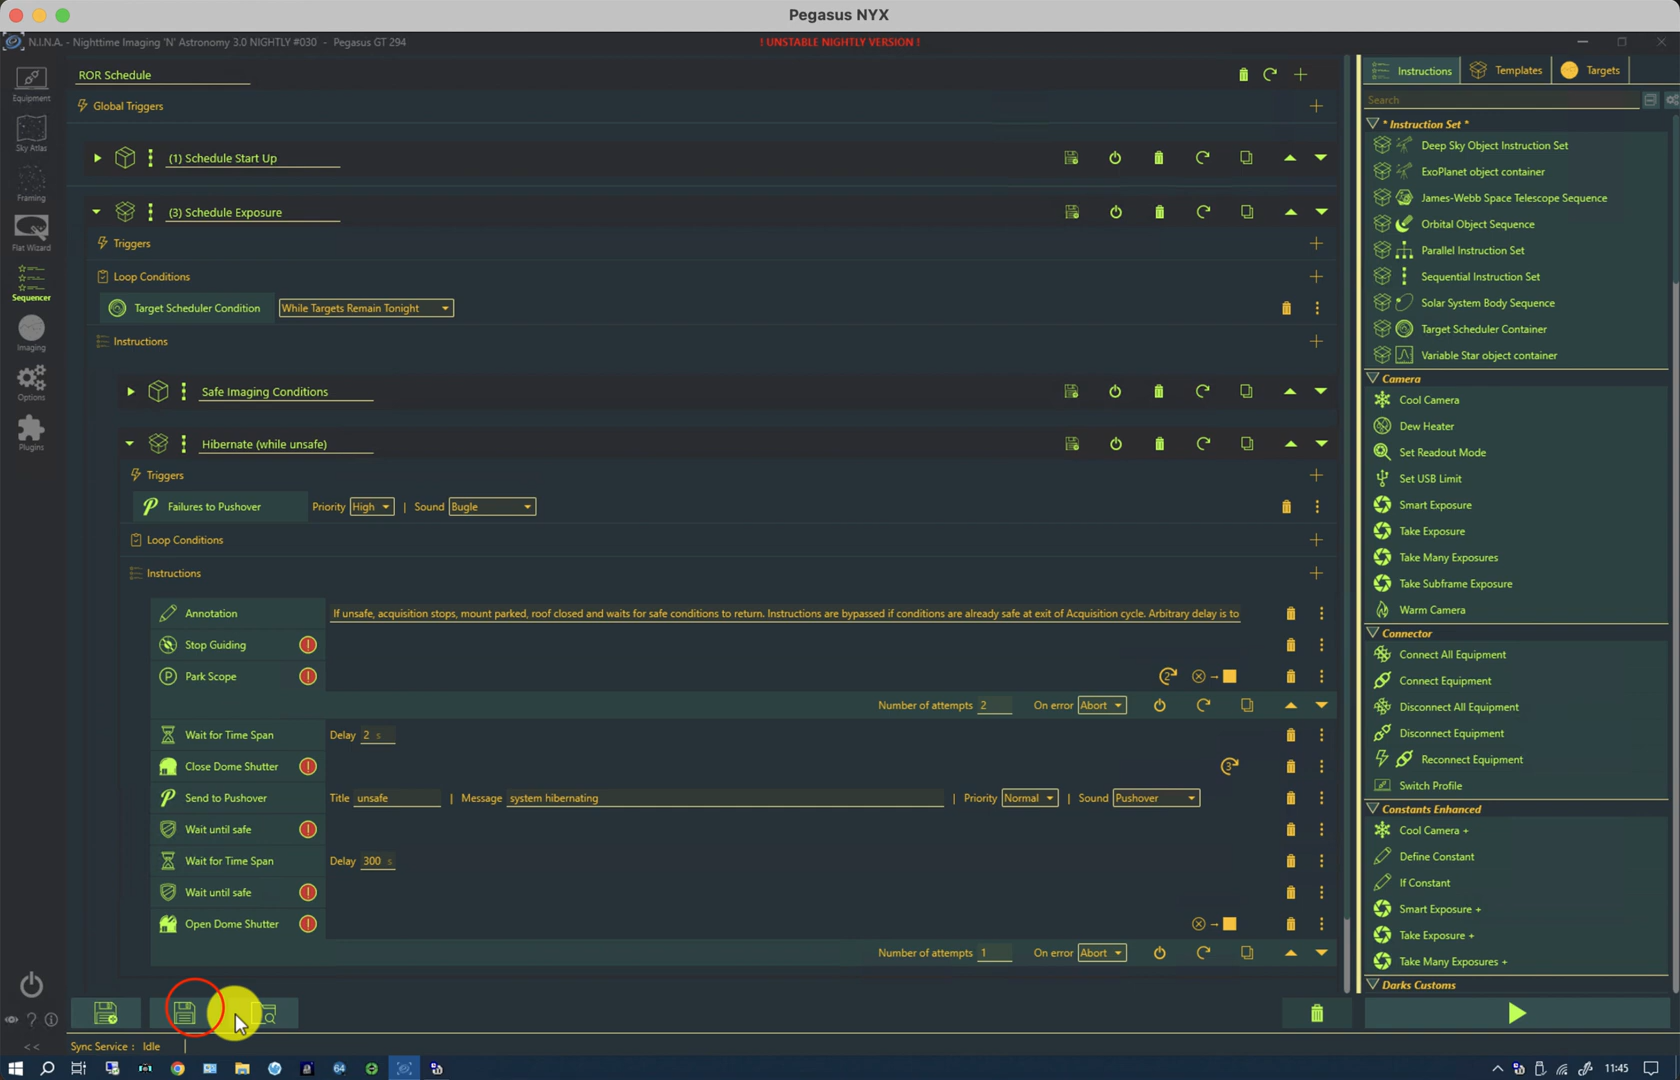 Pegasus NYX
N.I.N.A. - Nighttime Imaging 'N' Astronomy 3.0 NIGHTLY #030 - Pegasus GT 294
! UNSTABLE NIGHTLY VERSION !
Equipment
Sky Atlas
Framing
Flat Wizard
Sequencer
Imaging
Options
Plugins
ROR Schedule
Global Triggers
(1) Schedule Start Up
(3) Schedule Exposure
Triggers
Loop Conditions
Target Scheduler Condition While Targets Remain Tonight
Instructions
Safe Imaging Conditions
Hibernate (while unsafe)
Triggers
Failures to Pushover Priority High | Sound Bugle
Loop Conditions
Instructions
Annotation If unsafe, acquisition stops, mount parked, roof closed and waits for safe conditions to return. Instructions are bypassed if conditions are already safe at exit of Acquisition cycle. Arbitrary delay is to
Stop Guiding
Park Scope 2
Number of attempts 2 On error Abort
Wait for Time Span Delay 2 s
Close Dome Shutter 3
Send to Pushover Title unsafe | Message system hibernating | Priority Normal | Sound Pushover
Wait until safe
Wait for Time Span Delay 300 s
Wait until safe
Open Dome Shutter
Number of attempts 1 On error Abort
Instructions Templates Targets
Search
* Instruction Set *
Deep Sky Object Instruction Set
ExoPlanet object container
James-Webb Space Telescope Sequence
Orbital Object Sequence
Parallel Instruction Set
Sequential Instruction Set
Solar System Body Sequence
Target Scheduler Container
Variable Star object container
Camera
Cool Camera
Dew Heater
Set Readout Mode
Set USB Limit
Smart Exposure
Take Exposure
Take Many Exposures
Take Subframe Exposure
Warm Camera
Connector
Connect All Equipment
Connect Equipment
Disconnect All Equipment
Disconnect Equipment
Reconnect Equipment
Switch Profile
Constants Enhanced
Cool Camera +
Define Constant
If Constant
Smart Exposure +
Take Exposure +
Take Many Exposures +
Darks Customs
<< Sync Service : Idle
64
11:45